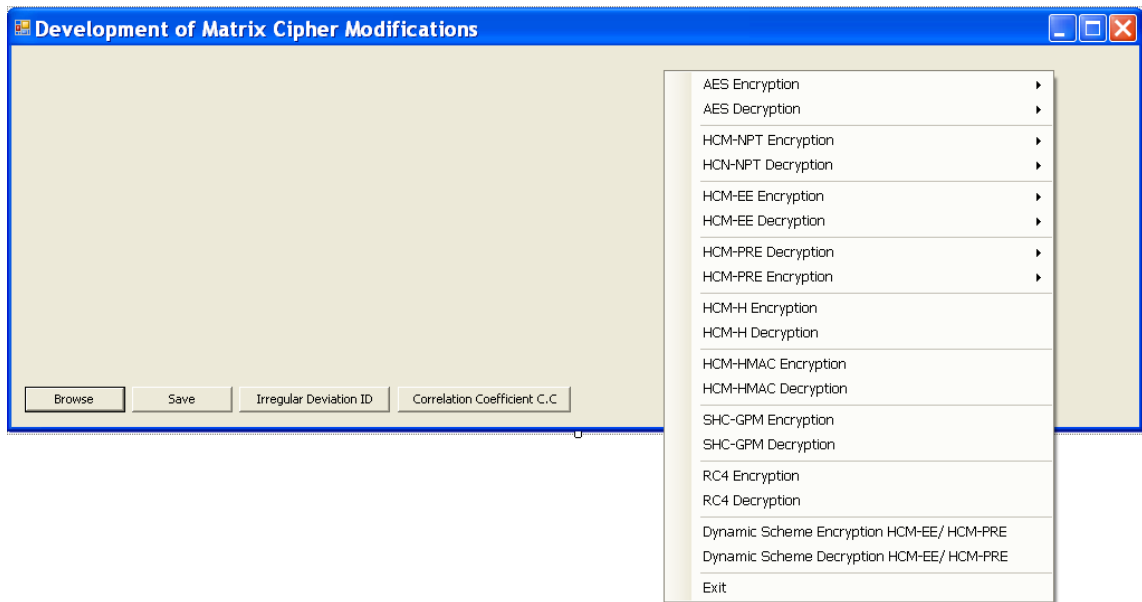 Development of Matrix Cipher Modifications
AES Encryption
AES Decryption
HCM-NPT Encryption
HCN-NPT Decryption
HCM-EE Encryption
HCM-EE Decryption
HCM-PRE Decryption
HCM-PRE Encryption
HCM-H Encryption
HCM-H Decryption
HCM-HMAC Encryption
HCM-HMAC Decryption
SHC-GPM Encryption
SHC-GPM Decryption
RC4 Encryption
RC4 Decryption
Dynamic Scheme Encryption HCM-EE/ HCM-PRE
Dynamic Scheme Decryption HCM-EE/ HCM-PRE
Exit
Browse Save Irregular Deviation ID Correlation Coefficient C.C